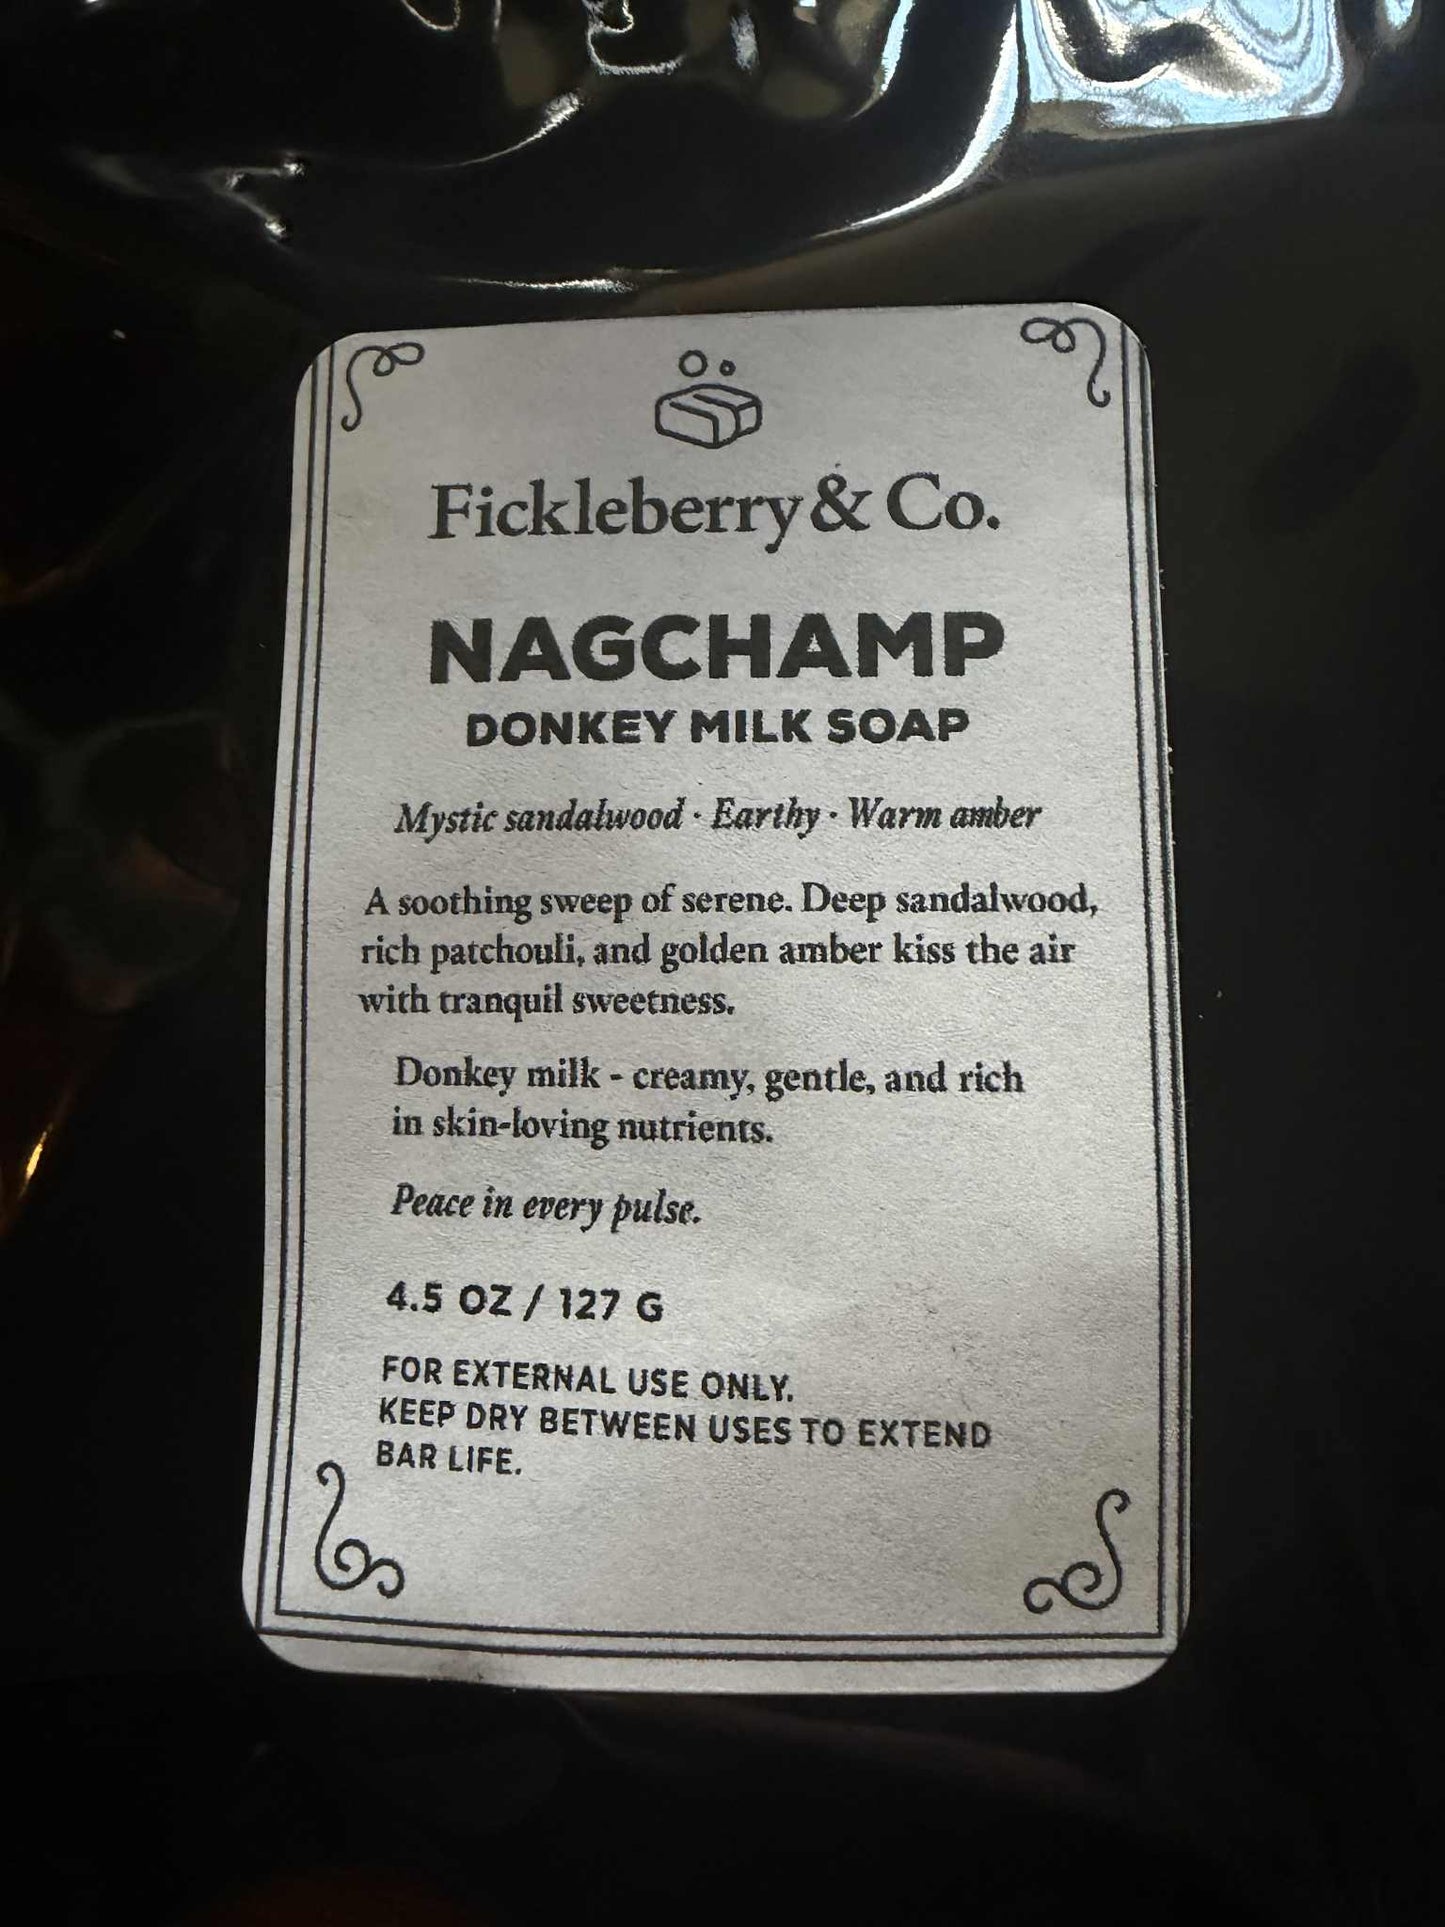 Fickleberry & Co.
NAGCHAMP
DONKEY MILK SOAP
Mystic sandalwood · Earthy · Warm amber
A soothing sweep of serene. Deep sandalwood,
rich patchouli, and golden amber kiss the air
with tranquil sweetness.
Donkey milk - creamy, gentle, and rich
in skin-loving nutrients.
Peace in every pulse.
4.5 OZ / 127 G
FOR EXTERNAL USE ONLY.
KEEP DRY BETWEEN USES TO EXTEND
BAR LIFE.